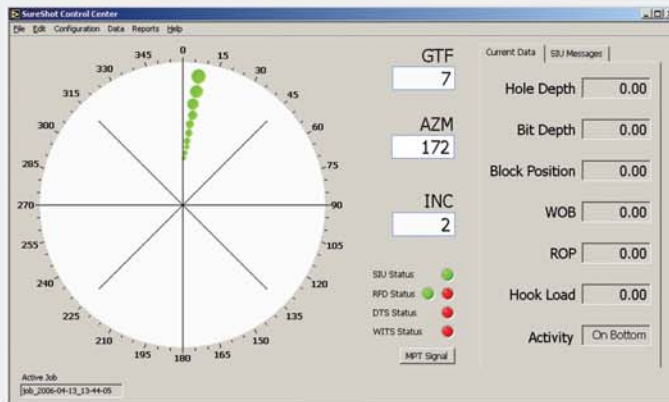 SureShot Control Center
File Edit Configuration Data Reports Help
0
15
30
45
60
75
90
105
120
135
150
165
180
195
210
225
240
255
270
285
300
315
330
345
GTF
7
AZM
172
INC
2
SIU Status
RFD Status
DTS Status
WITS Status
MPT Signal
Current Data SIU Messages
Hole Depth 0.00
Bit Depth 0.00
Block Position 0.00
WOB 0.00
ROP 0.00
Hook Load 0.00
Activity On Bottom
Active Job
job_2006-04-13_13-44-05